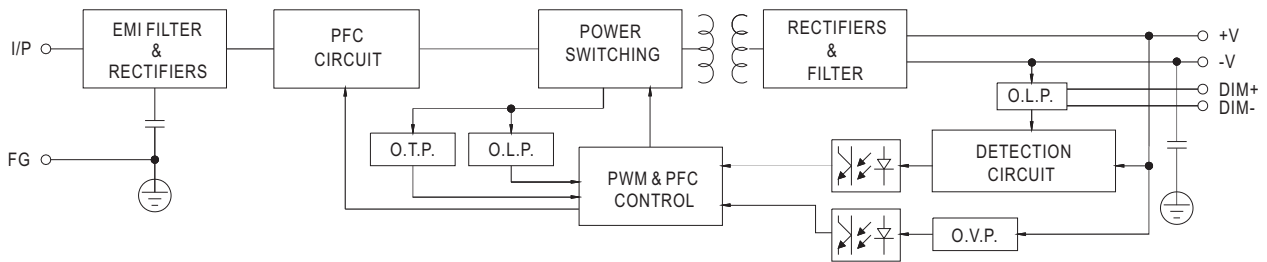 I/P
EMI FILTER
&
RECTIFIERS
PFC
CIRCUIT
POWER
SWITCHING
RECTIFIERS
&
FILTER
+V
-V
DIM+
DIM-
O.L.P.
FG
O.T.P.
O.L.P.
PWM & PFC
CONTROL
DETECTION
CIRCUIT
O.V.P.